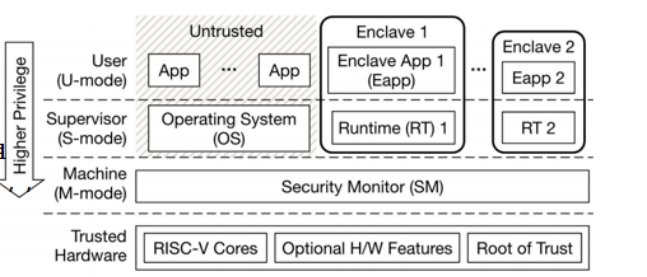 Untrusted
Enclave 1
Enclave 2
Higher Privilege
User
(U-mode)
App
...
App
Enclave App 1
(Eapp)
...
Eapp 2
Supervisor
(S-mode)
Operating System
(OS)
Runtime (RT) 1
RT 2
Machine
(M-mode)
Security Monitor (SM)
Trusted
Hardware
RISC-V Cores
Optional H/W Features
Root of Trust